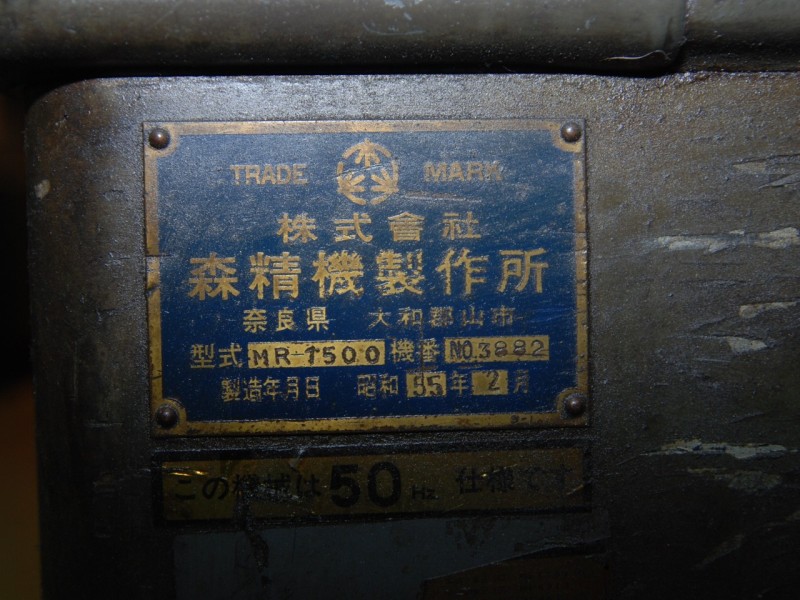 TRADE MARK
株式會社
森精機製作所
奈良県 大和郡山市
型式 MR-1500 機番 NO.3882
製造年月日 昭和 55年 2月
この機械は 50 Hz 仕様です